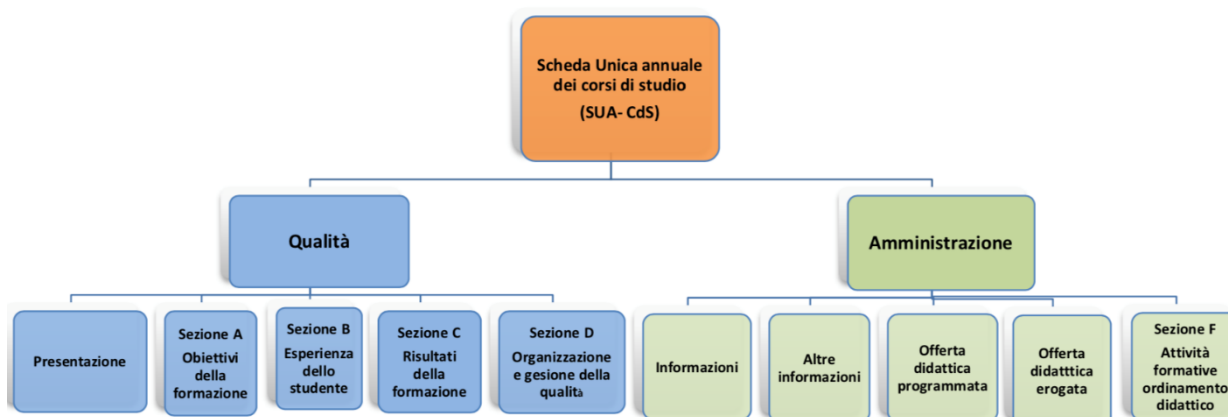 Scheda Unica annuale
dei corsi di studio
(SUA- CdS)
Qualità
Amministrazione
Presentazione
Sezione A
Obiettivi
della
formazione
Sezione B
Esperienza
dello
studente
Sezione C
Risultati
della
formazione
Sezione D
Organizzazione
e gesione della
qualità
Informazioni
Altre
informazioni
Offerta
didattica
programmata
Offerta
didatttica
erogata
Sezione F
Attività
formative
ordinamento
didattico